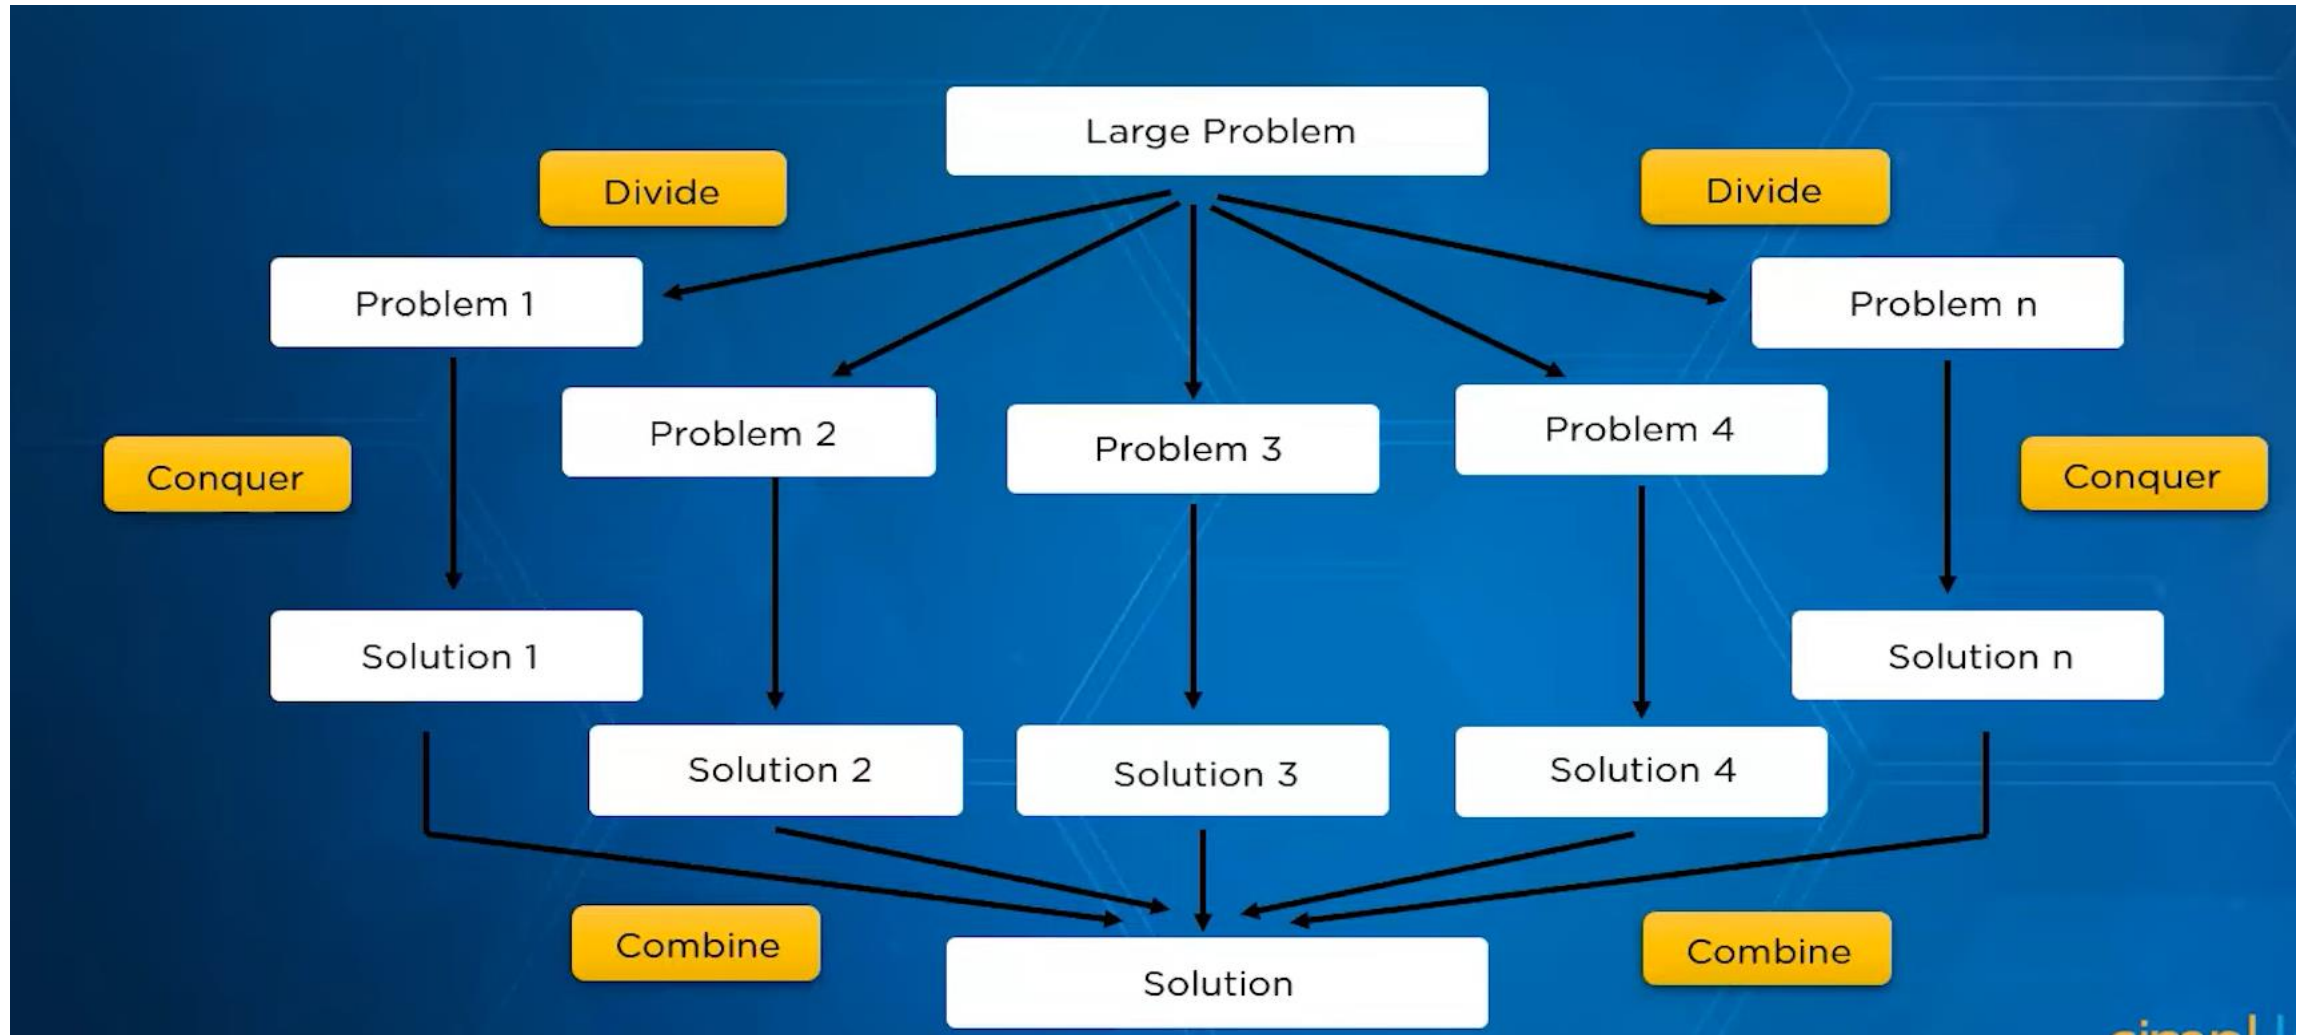 Large Problem
Divide
Divide
Problem 1
Problem n
Problem 2
Problem 3
Problem 4
Conquer
Conquer
Solution 1
Solution n
Solution 2
Solution 3
Solution 4
Combine
Combine
Solution